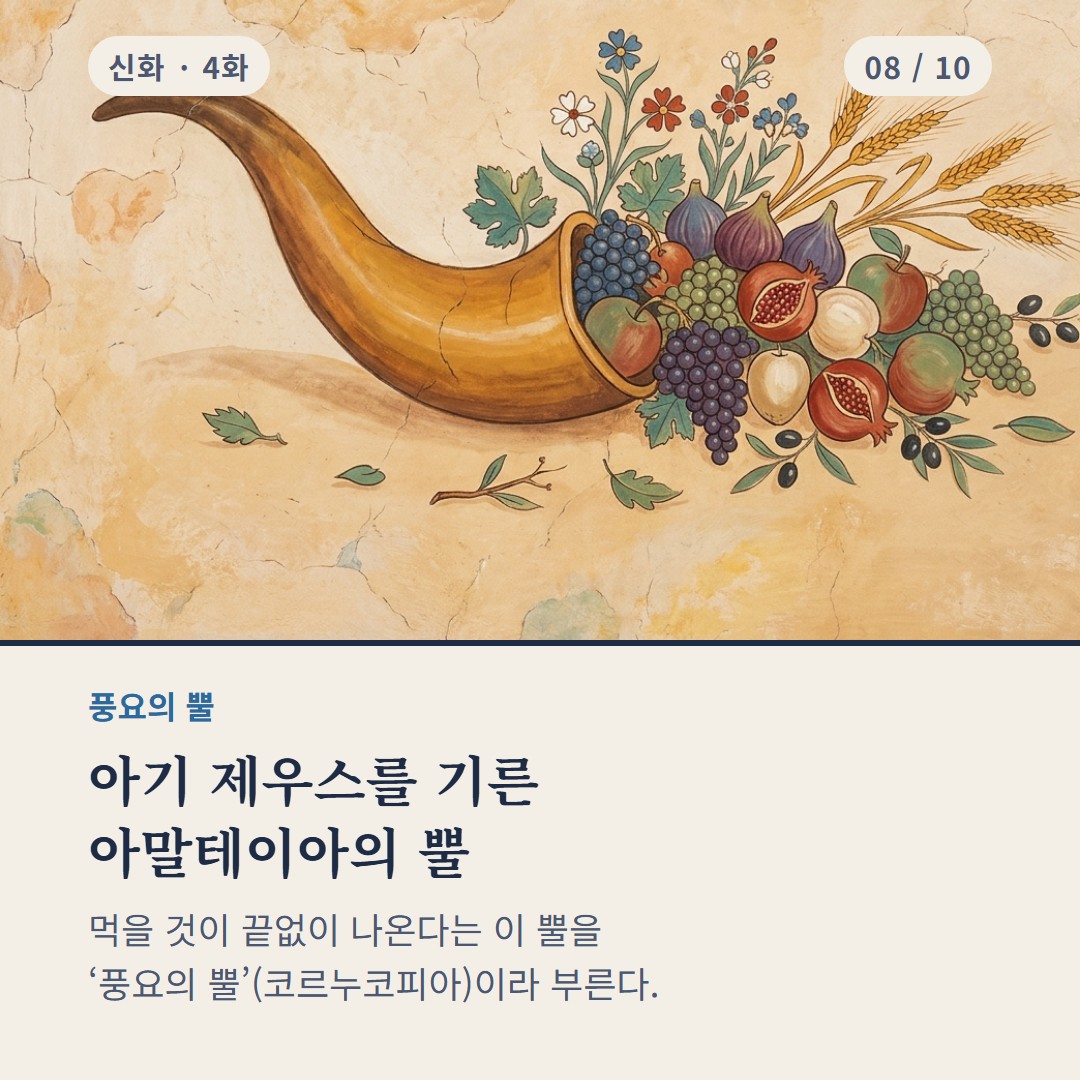 신화 · 4화
08 / 10
풍요의 뿔
아기 제우스를 기른
아말테이아의 뿔
먹을 것이 끝없이 나온다는 이 뿔을
‘풍요의 뿔’(코르누코피아)이라 부른다.